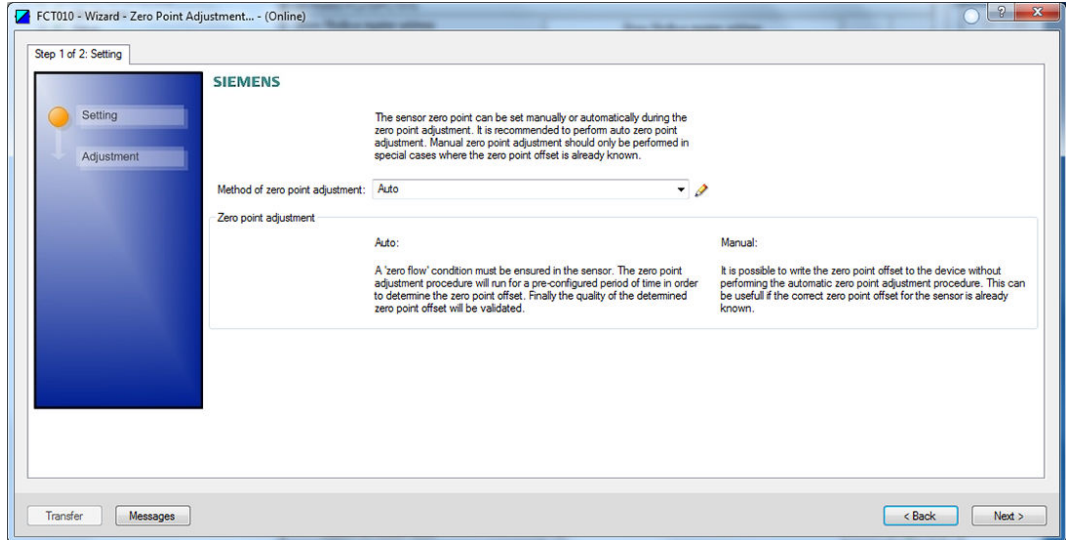 FCT010 - Wizard - Zero Point Adjustment... - (Online)
Step 1 of 2: Setting
SIEMENS
Setting
Adjustment
The sensor zero point can be set manually or automatically during the
zero point adjustment. It is recommended to perform auto zero point
adjustment. Manual zero point adjustment should only be performed in
special cases where the zero point offset is already known.
Method of zero point adjustment: Auto
Zero point adjustment
Auto:
A 'zero flow' condition must be ensured in the sensor. The zero point
adjustment procedure will run for a pre-configured period of time in order
to determine the zero point offset. Finally the quality of the determined
zero point offset will be validated.
Manual:
It is possible to write the zero point offset to the device without
performing the automatic zero point adjustment procedure. This can
be usefull if the correct zero point offset for the sensor is already
known.
Transfer
Messages
< Back
Next >